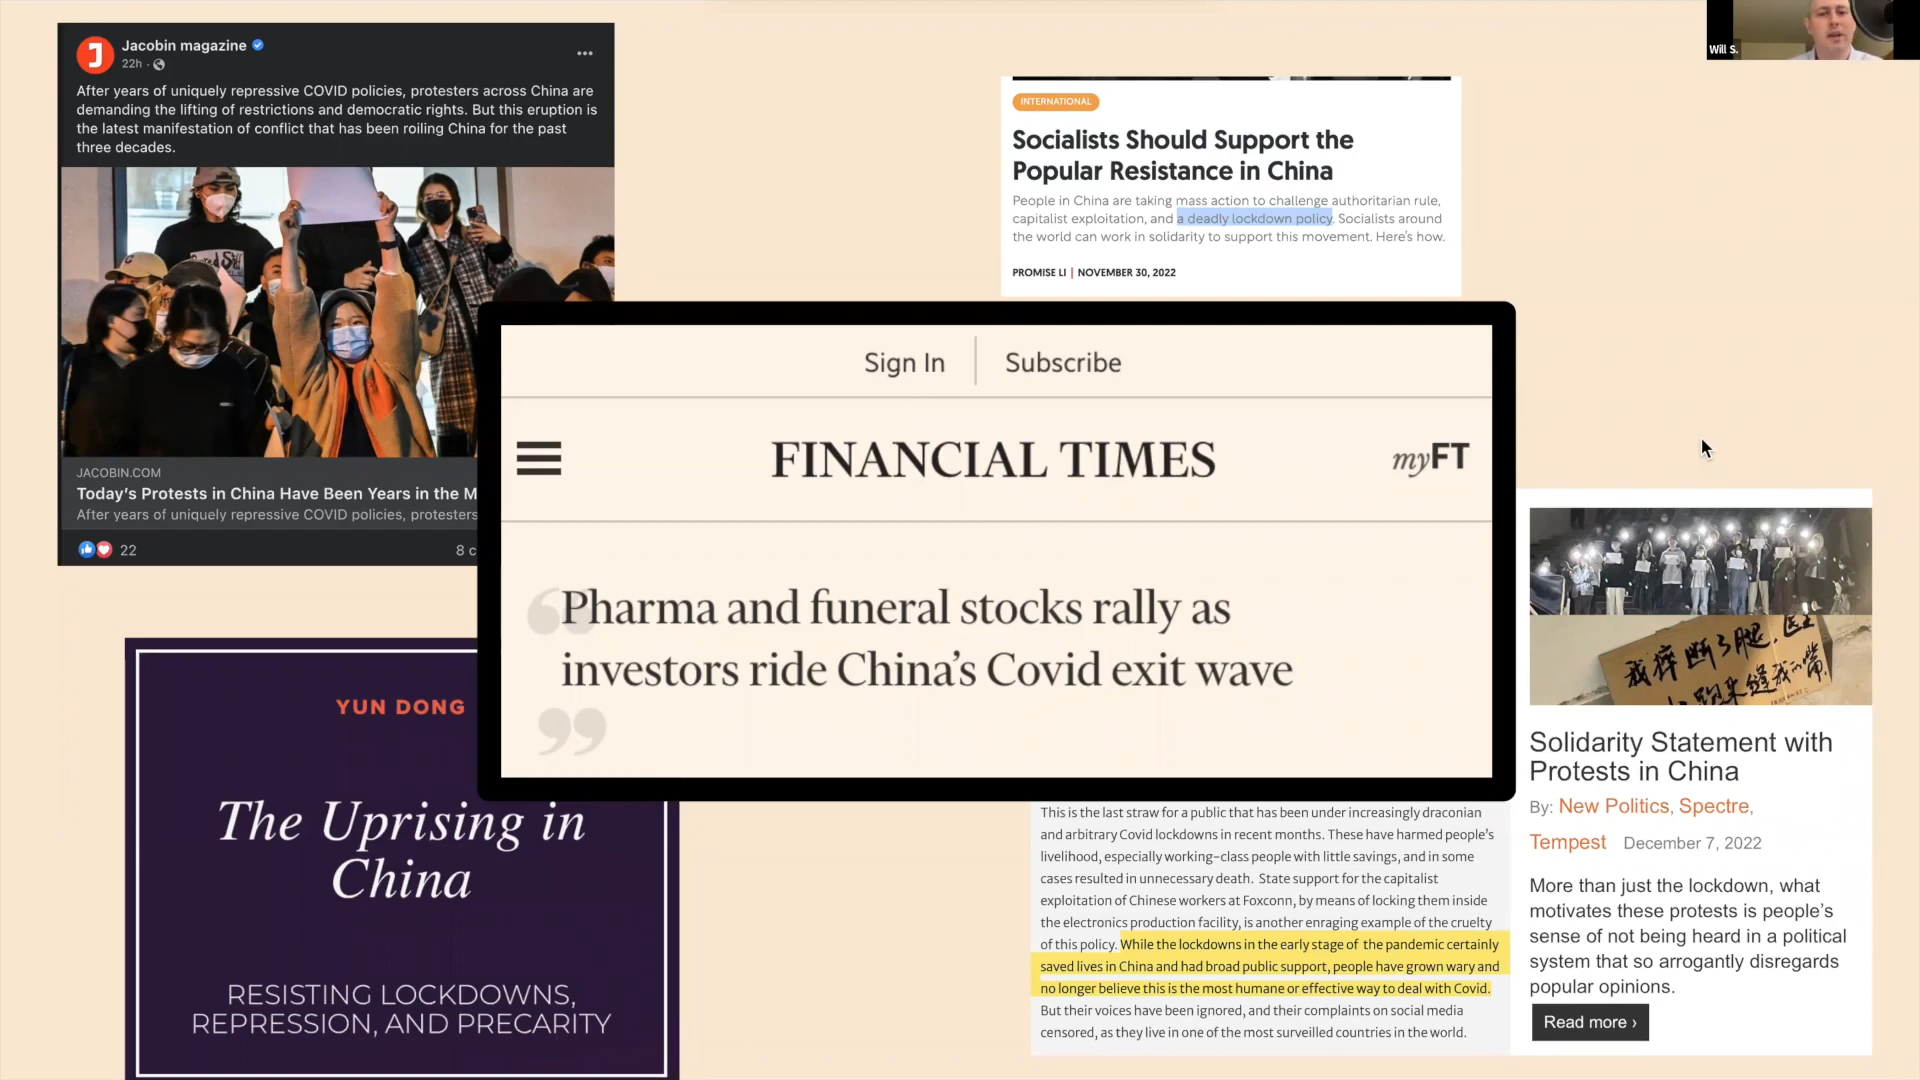 Jacobin magazine
22h ·
After years of uniquely repressive COVID policies, protesters across China are
demanding the lifting of restrictions and democratic rights. But this eruption is
the latest manifestation of conflict that has been roiling China for the past
three decades.
JACOBIN.COM
Today's Protests in China Have Been Years in the M
After years of uniquely repressive COVID policies, protesters
22
8 c
Will S.
INTERNATIONAL
Socialists Should Support the
Popular Resistance in China
People in China are taking mass action to challenge authoritarian rule,
capitalist exploitation, and a deadly lockdown policy. Socialists around
the world can work in solidarity to support this movement. Here's how.
PROMISE LI | NOVEMBER 30, 2022
Sign In
Subscribe
FINANCIAL TIMES
myFT
“Pharma and funeral stocks rally as
investors ride China's Covid exit wave
”
YUN DONG
The Uprising in
China
RESISTING LOCKDOWNS,
REPRESSION, AND PRECARITY
This is the last straw for a public that has been under increasingly draconian
and arbitrary Covid lockdowns in recent months. These have harmed people's
livelihood, especially working-class people with little savings, and in some
cases resulted in unnecessary death. State support for the capitalist
exploitation of Chinese workers at Foxconn, by means of locking them inside
the electronics production facility, is another enraging example of the cruelty
of this policy. While the lockdowns in the early stage of the pandemic certainly
saved lives in China and had broad public support, people have grown wary and
no longer believe this is the most humane or effective way to deal with Covid.
But their voices have been ignored, and their complaints on social media
censored, as they live in one of the most surveilled countries in the world.
断了腿
缝我的嘴
Solidarity Statement with
Protests in China
By: New Politics, Spectre,
Tempest December 7, 2022
More than just the lockdown, what
motivates these protests is people's
sense of not being heard in a political
system that so arrogantly disregards
popular opinions.
Read more ›